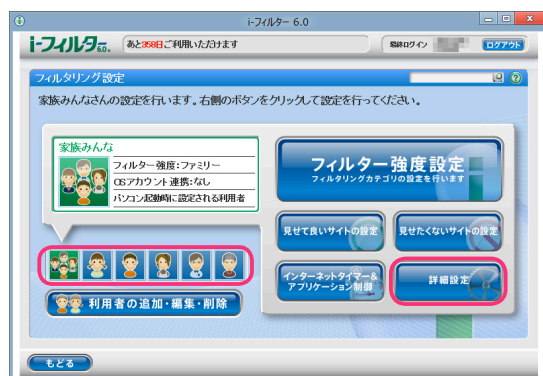 i-フィルター 6.0
i-フィルター 6.0
あと358日ご利用いただけます
最終ログイン
ログアウト
フィルタリング設定
家族みんなさんの設定を行います。右側のボタンをクリックして設定を行ってください。
家族みんな
フィルター強度:ファミリー
OSアカウント連携:なし
パソコン起動時に設定される利用者
フィルター強度設定
フィルタリングカテゴリの設定を行います
見せて良いサイトの設定
見せたくないサイトの設定
インターネットタイマー&
アプリケーション制御
詳細設定
利用者の追加・編集・削除
もどる